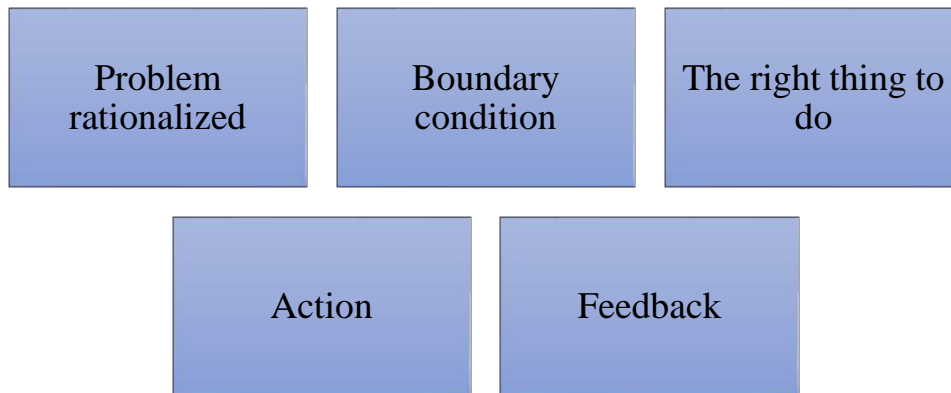 Problem
rationalized
Boundary
condition
The right thing to
do
Action
Feedback